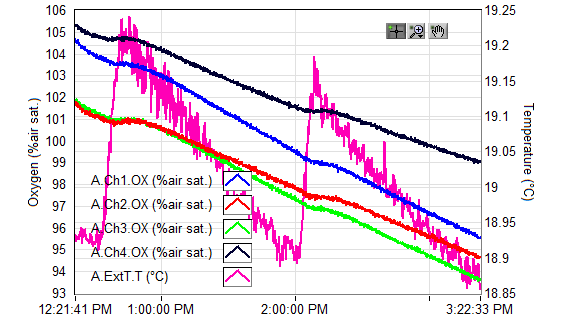 106
105
104
103
102
101
100
99
98
97
96
95
94
93
Oxygen (%air sat.)
19.25
19.2
19.15
19.1
19.05
19
18.95
18.9
18.85
Temperature (°C)
A.Ch1.OX (%air sat.)
A.Ch2.OX (%air sat.)
A.Ch3.OX (%air sat.)
A.Ch4.OX (%air sat.)
A.ExtT.T (°C)
12:21:41 PM 1:00:00 PM 2:00:00 PM 3:22:33 PM